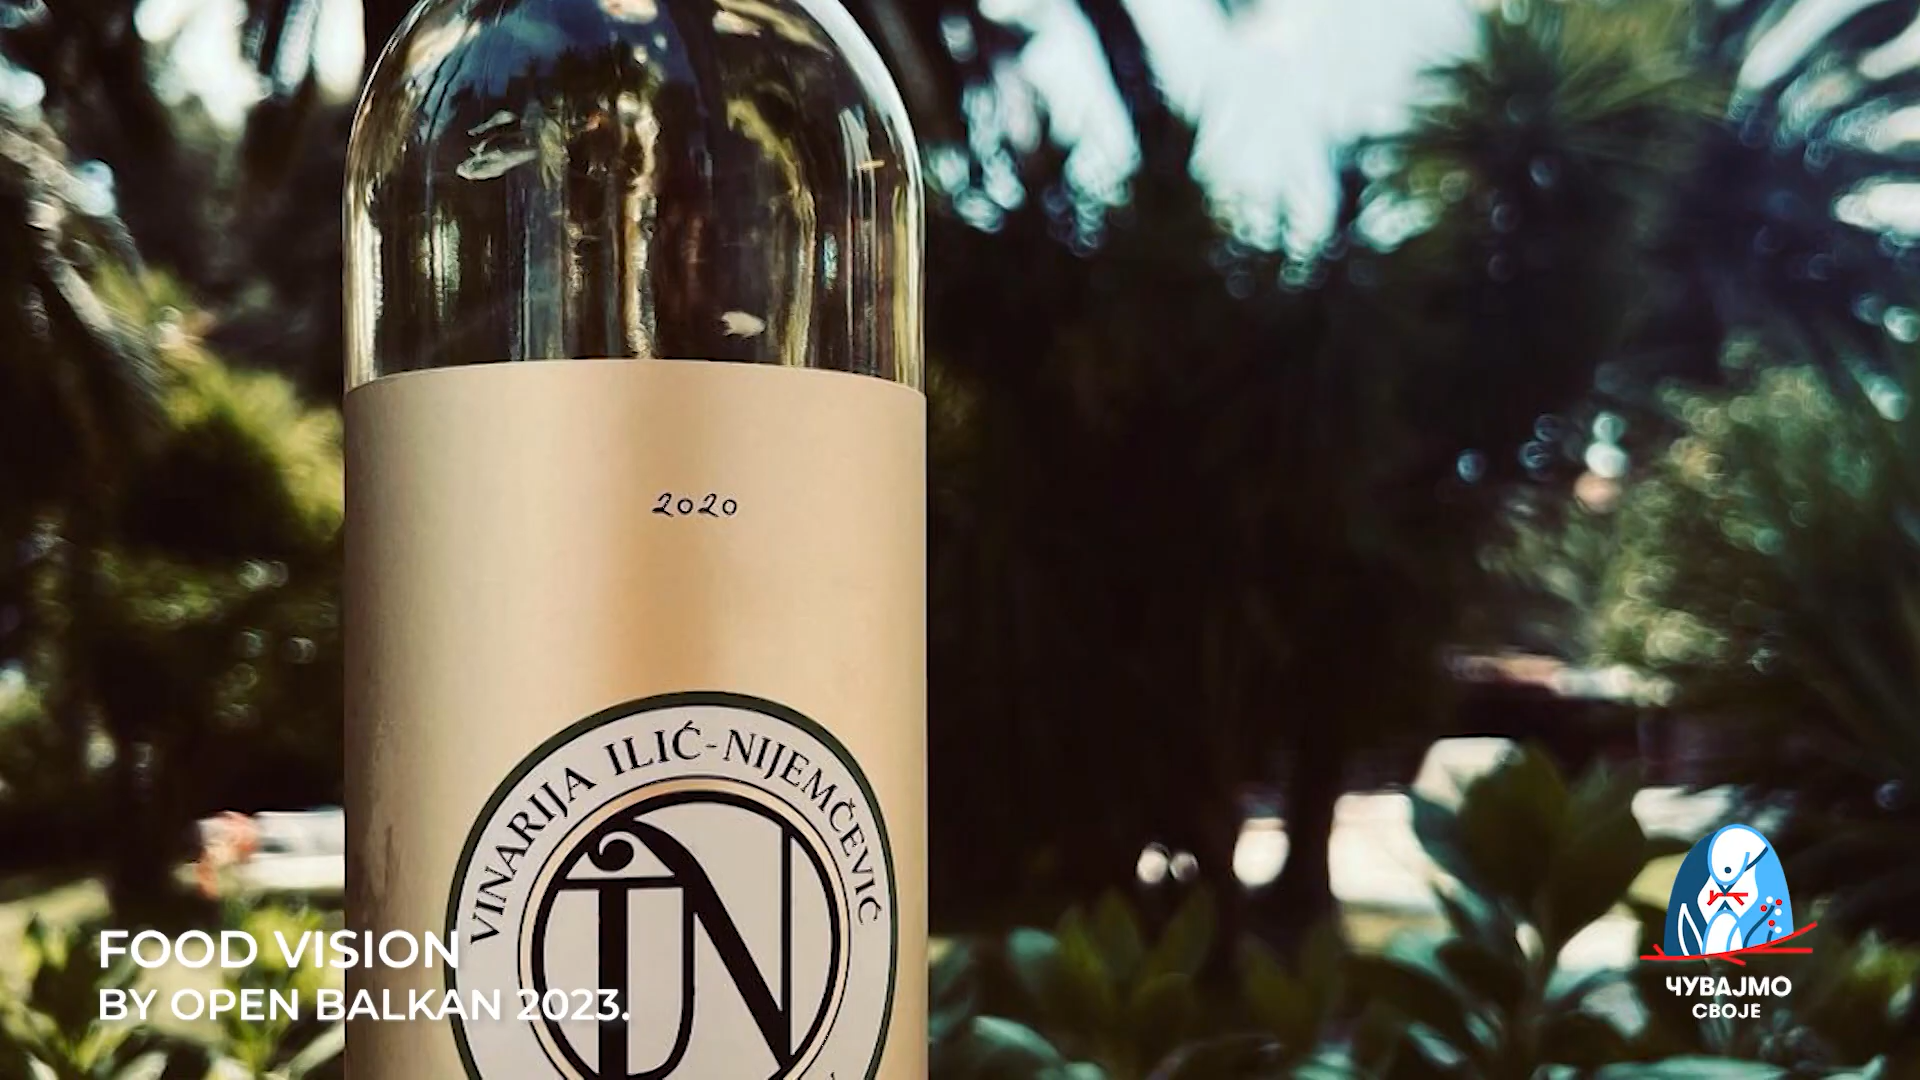 2020
VINARIJA ILIĆ-NIJEMČEVIĆ
IN
FOOD VISION
BY OPEN BALKAN 2023.
ЧУВАЈМО
СВОЈЕ